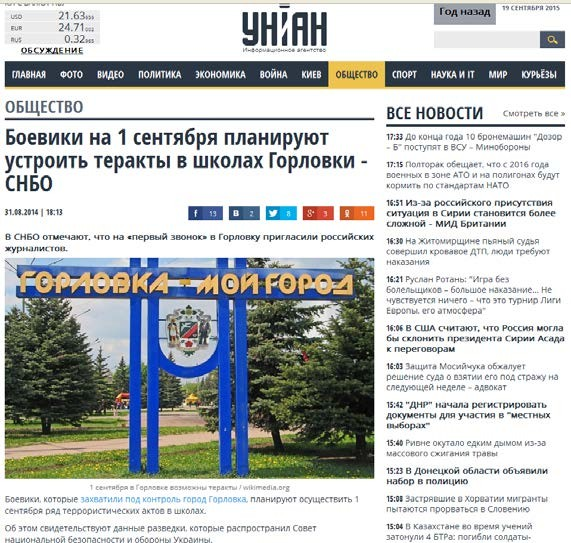 USD 21.63
EUR 24.71
RUS 0.32
ОБСУЖДЕНИЕ
УНІАН
Информационное агентство
Год назад
19 СЕНТЯБРЯ 2015
ГЛАВНАЯ ФОТО ВИДЕО ПОЛИТИКА ЭКОНОМИКА ВОЙНА КИЕВ ОБЩЕСТВО СПОРТ НАУКА И IT МИР КУРЬЁЗЫ
ОБЩЕСТВО
Боевики на 1 сентября планируют
устроить теракты в школах Горловки -
СНБО
31.08.2014 | 18:13
13 2 8 3 11
В СНБО отмечают, что на «первый звонок» в Горловку пригласили российских
журналистов.
ГОРЛОВКА - МОЙ ГОРОД
1 сентября в Горловке возможны теракты / wikimedia.org
Боевики, которые захватили под контроль город Горловка, планируют осуществить 1
сентября ряд террористических актов в школах.
Об этом свидетельствуют данные разведки, которые распространил Совет
национальной безопасности и обороны Украины.
ВСЕ НОВОСТИ
Смотреть все »
17:33 До конца года 10 бронемашин "Дозор
– Б" поступят в ВСУ – Минобороны
17:15 Полторак обещает, что с 2016 года
военных в зоне АТО и на полигонах будут
кормить по стандартам НАТО
16:51 Из-за российского присутствия
ситуация в Сирии становится более
сложной - МИД Британии
16:30 На Житомирщине пьяный судья
совершил кровавое ДТП, люди требуют
наказания
16:21 Руслан Ротань: "Игра без
болельщиков – большое наказание... Не
чувствуется ничего – что это турнир Лиги
Европы, его атмосфера"
16:06 В США считают, что Россия могла
бы склонить президента Сирии Асада
к переговорам
16:03 Защита Мосийчука обжалует
решение суда о взятии его под стражу на
следующей неделе – адвокат
15:42 "ДНР" начала регистрировать
документы для участия в "местных
выборах"
15:40 Ривне окутало едким дымом из-за
массового сжигания травы
15:23 В Донецкой области объявили
набор в полицию
15:08 Застрявшие в Хорватии мигранты
пытаются прорваться в Словению
15:04 В Казахстане во время учений
затонули 4 БТРа: погибли солдаты-